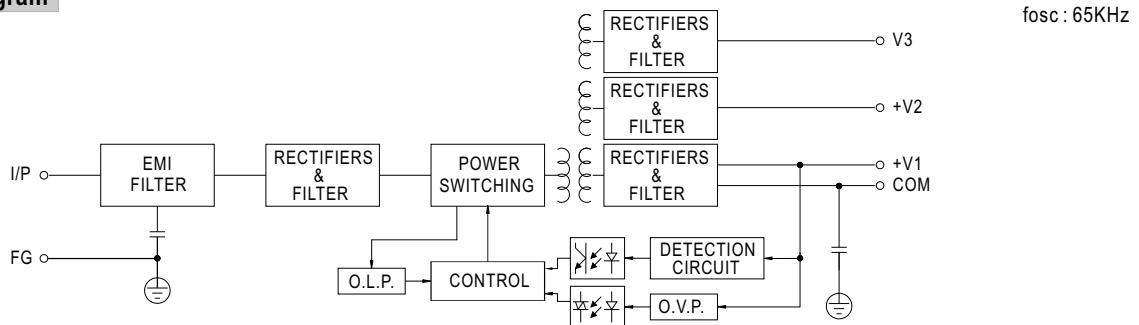 gram
fosc : 65KHz
RECTIFIERS
&
FILTER
V3
RECTIFIERS
&
FILTER
+V2
I/P
EMI
FILTER
RECTIFIERS
&
FILTER
POWER
SWITCHING
RECTIFIERS
&
FILTER
+V1
COM
FG
O.L.P.
CONTROL
DETECTION
CIRCUIT
O.V.P.